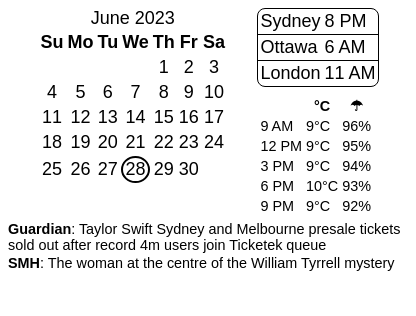 June 2023
Su Mo Tu We Th Fr Sa
1 2 3
4 5 6 7 8 9 10
11 12 13 14 15 16 17
18 19 20 21 22 23 24
25 26 27 28 29 30
Sydney 8 PM
Ottawa 6 AM
London 11 AM
°C ☂
9 AM 9°C 96%
12 PM 9°C 95%
3 PM 9°C 94%
6 PM 10°C 93%
9 PM 9°C 92%
Guardian: Taylor Swift Sydney and Melbourne presale tickets
sold out after record 4m users join Ticketek queue
SMH: The woman at the centre of the William Tyrrell mystery